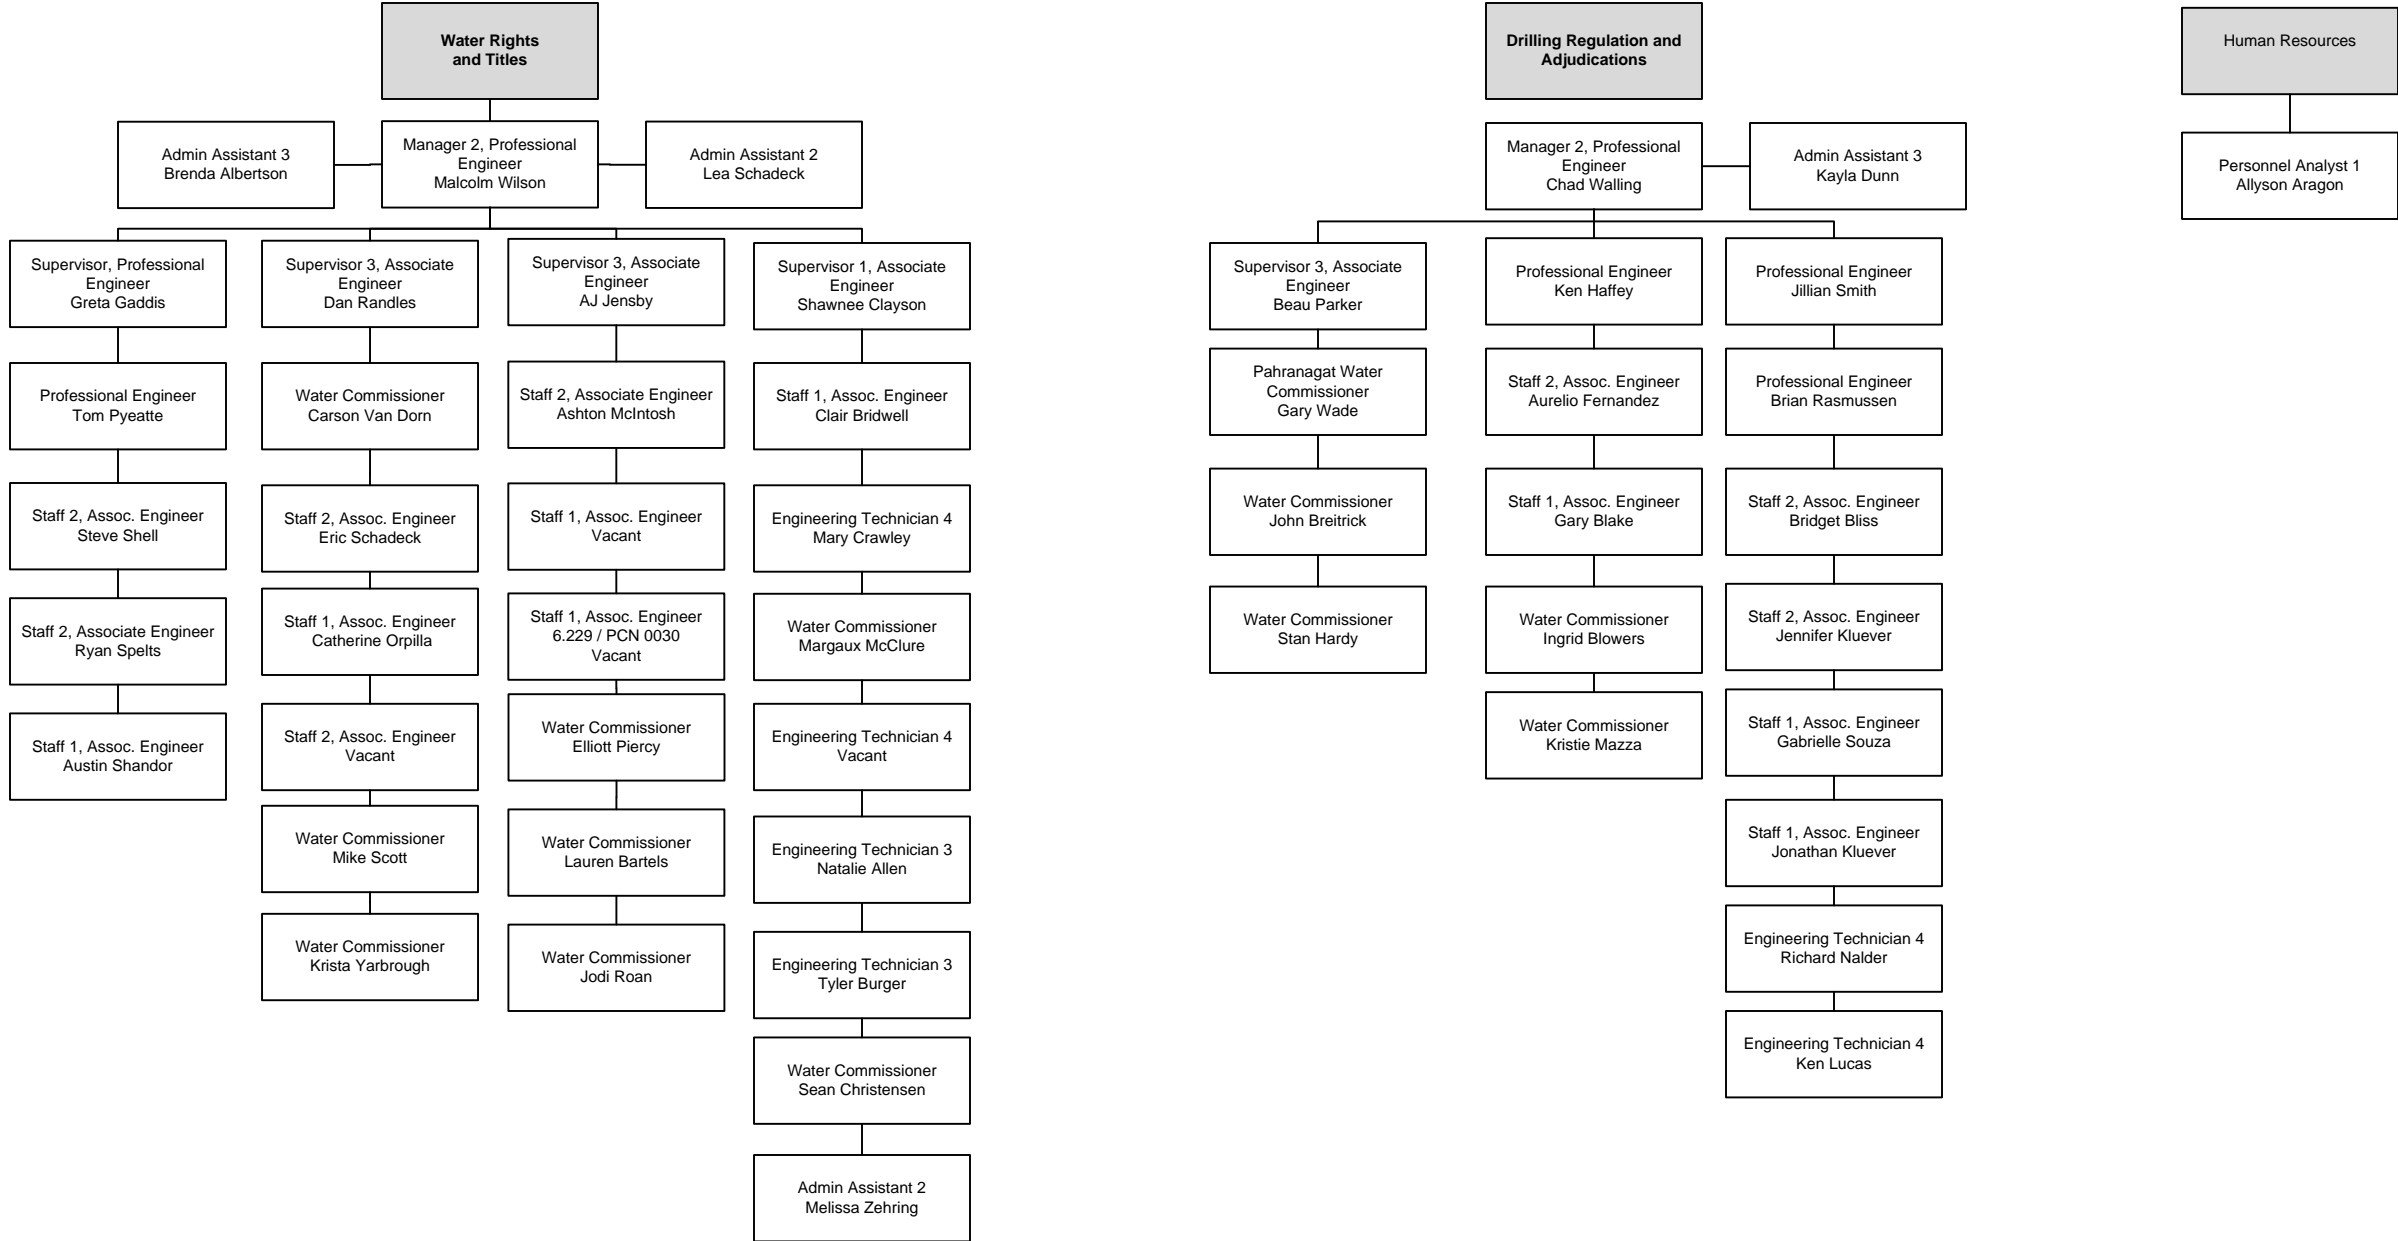 Water Rights
and Titles
Admin Assistant 3
Brenda Albertson
Manager 2, Professional
Engineer
Malcolm Wilson
Admin Assistant 2
Lea Schadeck
Supervisor, Professional
Engineer
Greta Gaddis
Professional Engineer
Tom Pyeatte
Staff 2, Assoc. Engineer
Steve Shell
Staff 2, Associate Engineer
Ryan Spelts
Staff 1, Assoc. Engineer
Austin Shandor
Supervisor 3, Associate
Engineer
Dan Randles
Water Commissioner
Carson Van Dorn
Staff 2, Assoc. Engineer
Eric Schadeck
Staff 1, Assoc. Engineer
Catherine Orpilla
Staff 2, Assoc. Engineer
Vacant
Water Commissioner
Mike Scott
Water Commissioner
Krista Yarbrough
Supervisor 3, Associate
Engineer
AJ Jensby
Staff 2, Associate Engineer
Ashton McIntosh
Staff 1, Assoc. Engineer
Vacant
Staff 1, Assoc. Engineer
6.229 / PCN 0030
Vacant
Water Commissioner
Elliott Piercy
Water Commissioner
Lauren Bartels
Water Commissioner
Jodi Roan
Supervisor 1, Associate
Engineer
Shawnee Clayson
Staff 1, Assoc. Engineer
Clair Bridwell
Engineering Technician 4
Mary Crawley
Water Commissioner
Margaux McClure
Engineering Technician 4
Vacant
Engineering Technician 3
Natalie Allen
Engineering Technician 3
Tyler Burger
Water Commissioner
Sean Christensen
Admin Assistant 2
Melissa Zehring
Drilling Regulation and
Adjudications
Manager 2, Professional
Engineer
Chad Walling
Admin Assistant 3
Kayla Dunn
Supervisor 3, Associate
Engineer
Beau Parker
Pahranagat Water
Commissioner
Gary Wade
Water Commissioner
John Breitrick
Water Commissioner
Stan Hardy
Professional Engineer
Ken Haffey
Staff 2, Assoc. Engineer
Aurelio Fernandez
Staff 1, Assoc. Engineer
Gary Blake
Water Commissioner
Ingrid Blowers
Water Commissioner
Kristie Mazza
Professional Engineer
Jillian Smith
Professional Engineer
Brian Rasmussen
Staff 2, Assoc. Engineer
Bridget Bliss
Staff 2, Assoc. Engineer
Jennifer Kluever
Staff 1, Assoc. Engineer
Gabrielle Souza
Staff 1, Assoc. Engineer
Jonathan Kluever
Engineering Technician 4
Richard Nalder
Engineering Technician 4
Ken Lucas
Human Resources
Personnel Analyst 1
Allyson Aragon